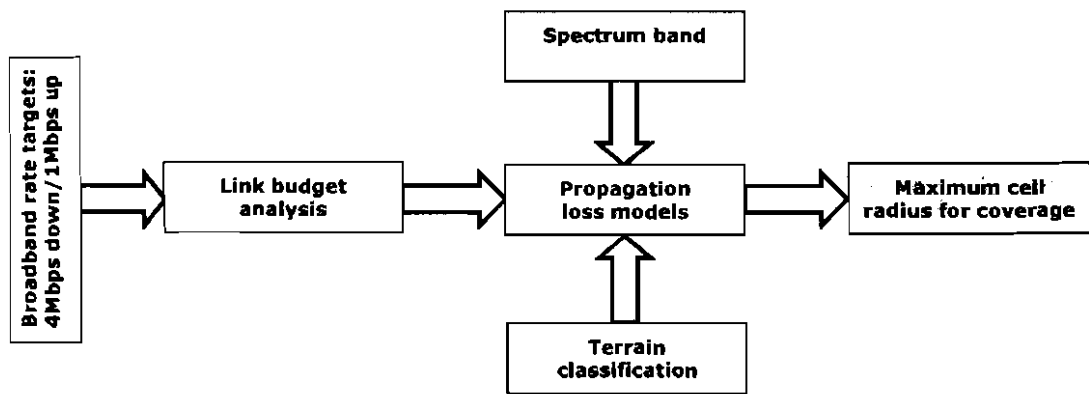 Broadband rate targets:
4Mbps down/1Mbps up
Link budget
analysis
Spectrum band
Propagation
loss models
Terrain
classification
Maximum cell
radius for coverage